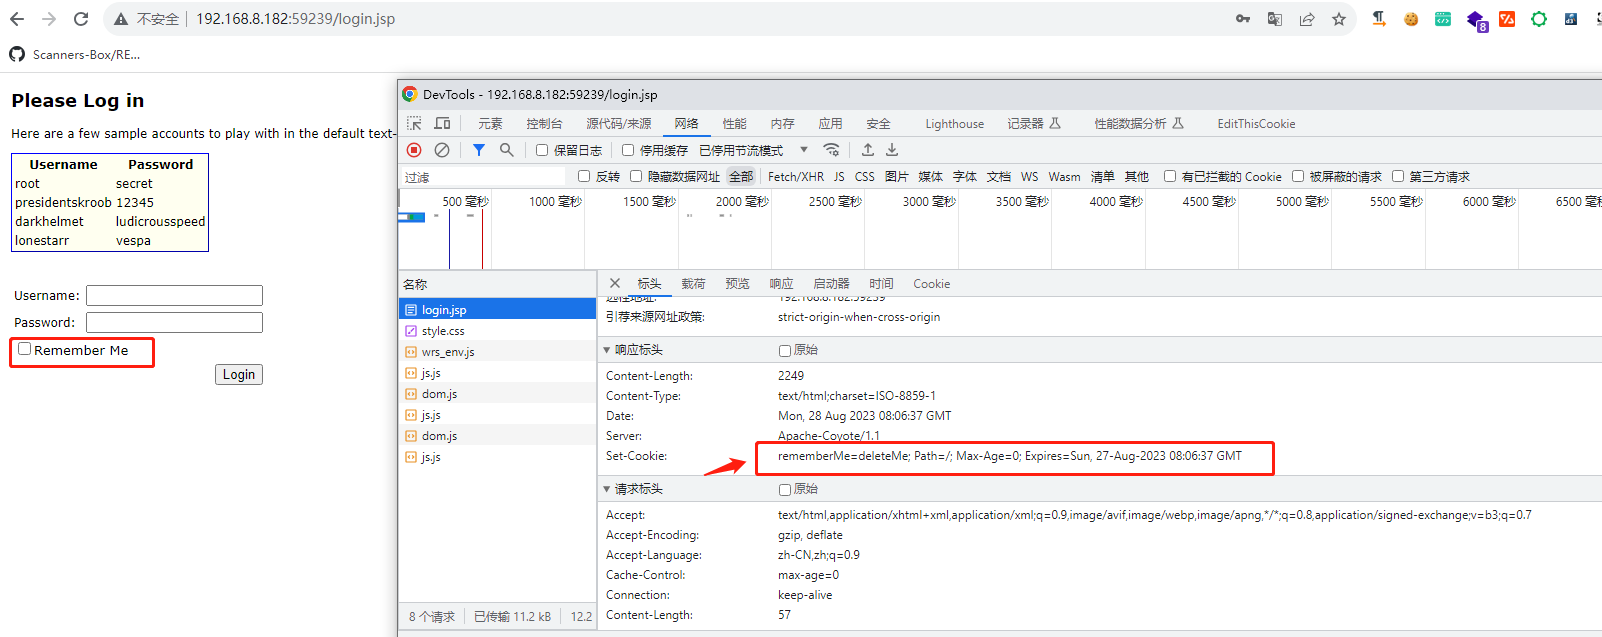 不安全 192.168.8.182:59239/login.jsp
8
Scanners-Box/RE...
Please Log in
Here are a few sample accounts to play with in the default text-
Username Password
root secret
presidentskroob 12345
darkhelmet ludicrousspeed
lonestarr vespa
Username:
Password:
Remember Me
Login
DevTools - 192.168.8.182:59239/login.jsp
元素 控制台 源代码/来源 网络 性能 内存 应用 安全 Lighthouse 记录器 性能数据分析 EditThisCookie
保留日志 停用缓存 已停用节流模式
过滤 反转 隐藏数据网址 全部 Fetch/XHR JS CSS 图片 媒体 字体 文档 WS Wasm 清单 其他 有已拦截的 Cookie 被屏蔽的请求 第三方请求
500 毫秒 1000 毫秒 1500 毫秒 2000 毫秒 2500 毫秒 3000 毫秒 3500 毫秒 4000 毫秒 4500 毫秒 5000 毫秒 5500 毫秒 6000 毫秒 6500 毫秒
名称
login.jsp
style.css
wrs_env.js
js.js
dom.js
js.js
dom.js
js.js
8 个请求 已传输 11.2 kB 12.2
标头 载荷 预览 响应 启动器 时间 Cookie
远程地址: 192.168.8.182:59239
引荐来源网址政策: strict-origin-when-cross-origin
响应标头 原始
Content-Length: 2249
Content-Type: text/html;charset=ISO-8859-1
Date: Mon, 28 Aug 2023 08:06:37 GMT
Server: Apache-Coyote/1.1
Set-Cookie: rememberMe=deleteMe; Path=/; Max-Age=0; Expires=Sun, 27-Aug-2023 08:06:37 GMT
请求标头 原始
Accept: text/html,application/xhtml+xml,application/xml;q=0.9,image/avif,image/webp,image/apng,*/*;q=0.8,application/signed-exchange;v=b3;q=0.7
Accept-Encoding: gzip, deflate
Accept-Language: zh-CN,zh;q=0.9
Cache-Control: max-age=0
Connection: keep-alive
Content-Length: 57